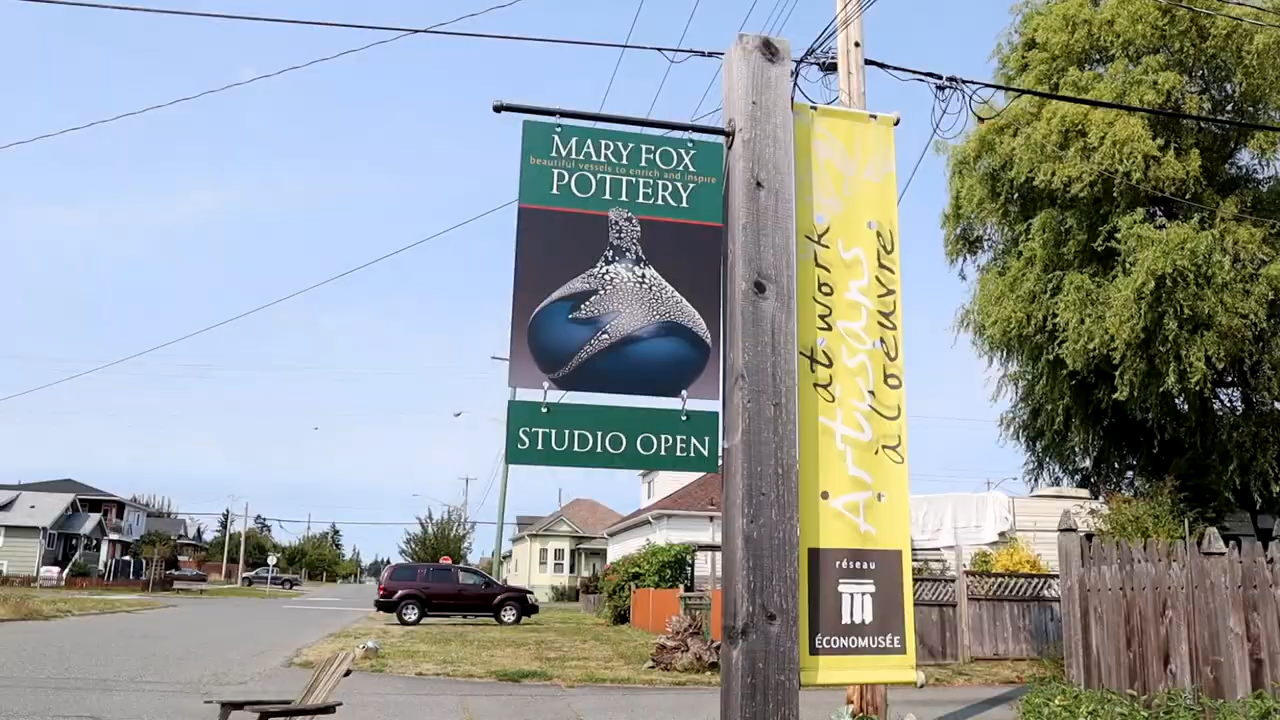 MARY FOX
beautiful vessels to enrich and inspire
POTTERY
STUDIO OPEN
at work
Artisans
à l'oeuvre
réseau
ÉCONOMUSÉE